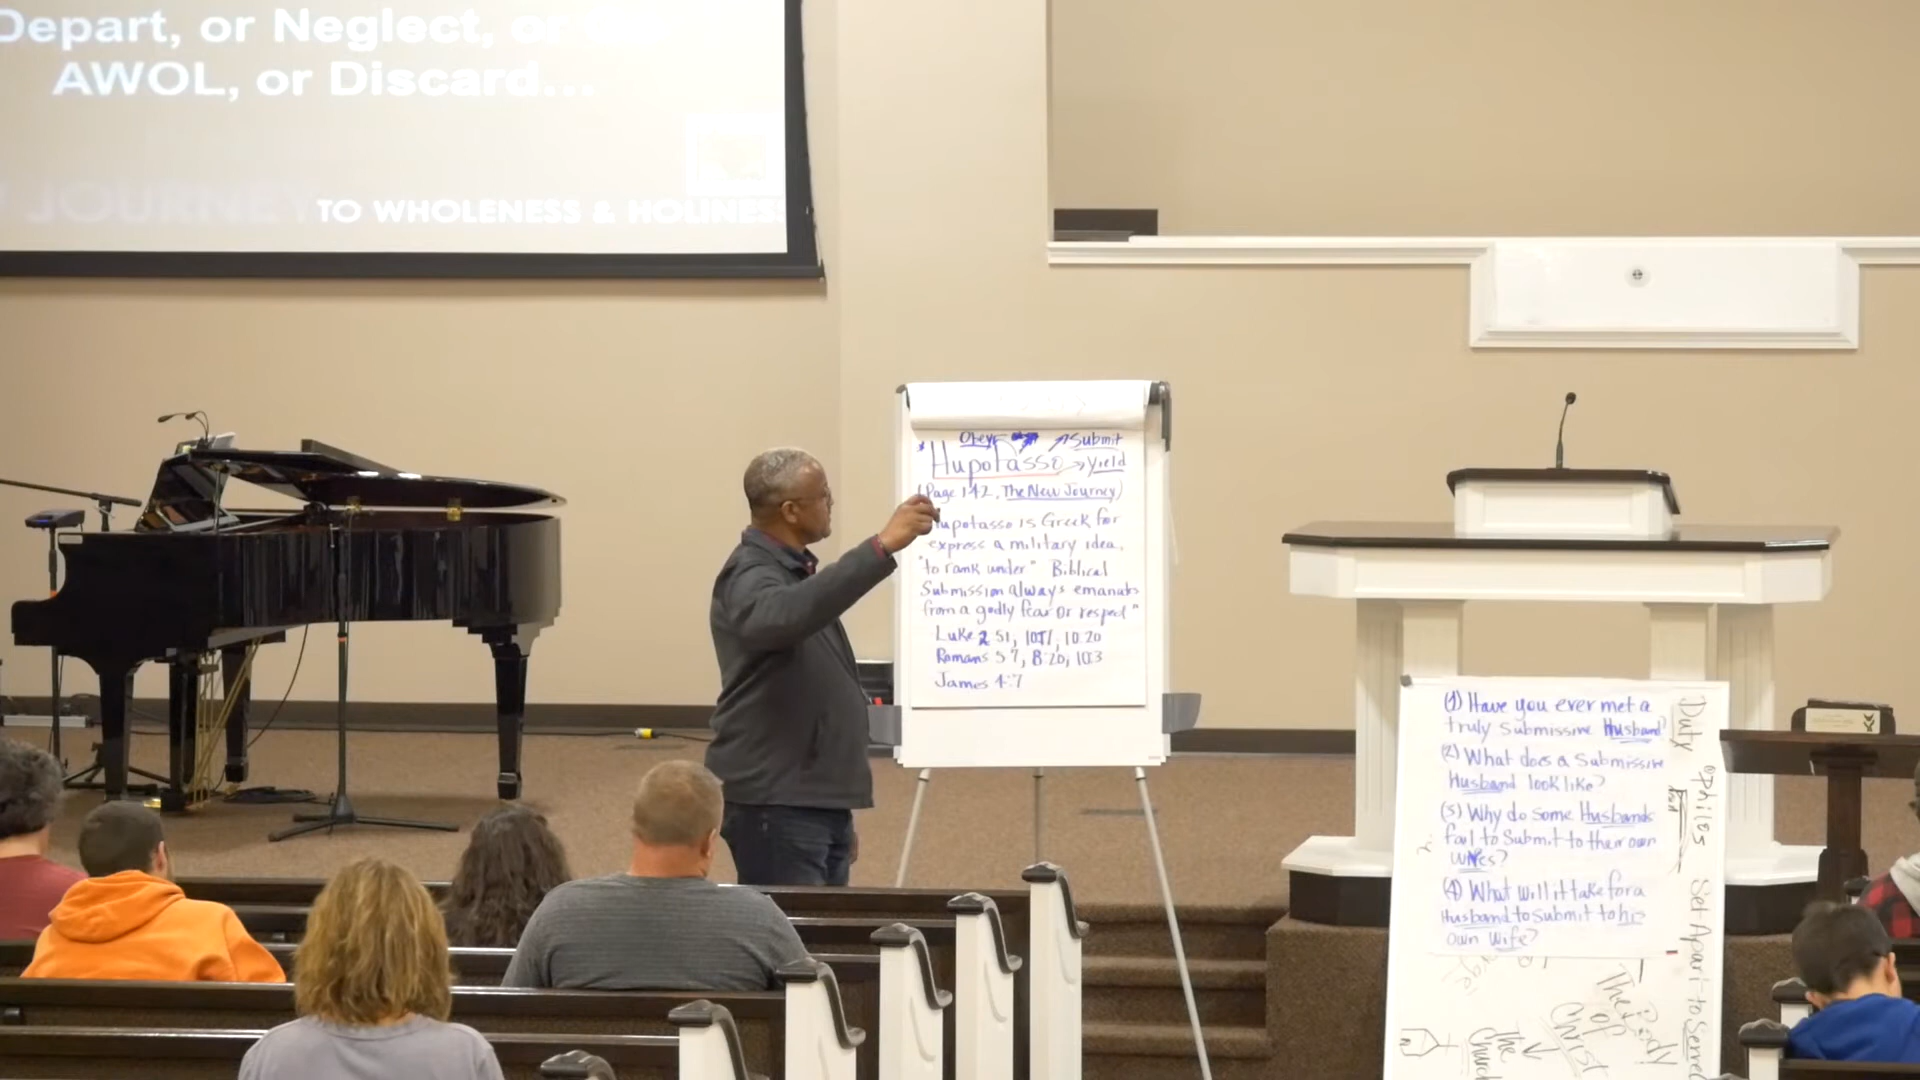 Depart, or Neglect, or
AWOL, or Discard...
JOURNEY TO WHOLENESS & HOLINESS
Obey Submit
* Hupotasso → Yield
(Page 142, The New Journey)
Hupotasso is Greek for
express a military idea,
"to rank under" Biblical
Submission always emanates
from a godly fear or respect"
Luke 2 51, 10:17, 10:20
Romans 5 7, 8:20, 10:3
James 4:7
(1) Have you ever met a
truly Submissive Husband?
(2) What does a Submissive
Husband look like?
(3) Why do some Husbands
fail to Submit to their own
Wives?
(4) What will it take for a
Husband to Submit to his
own Wife?
Duty
Philos
Set Apart to Serve
The Body
of
Christ
The
Church